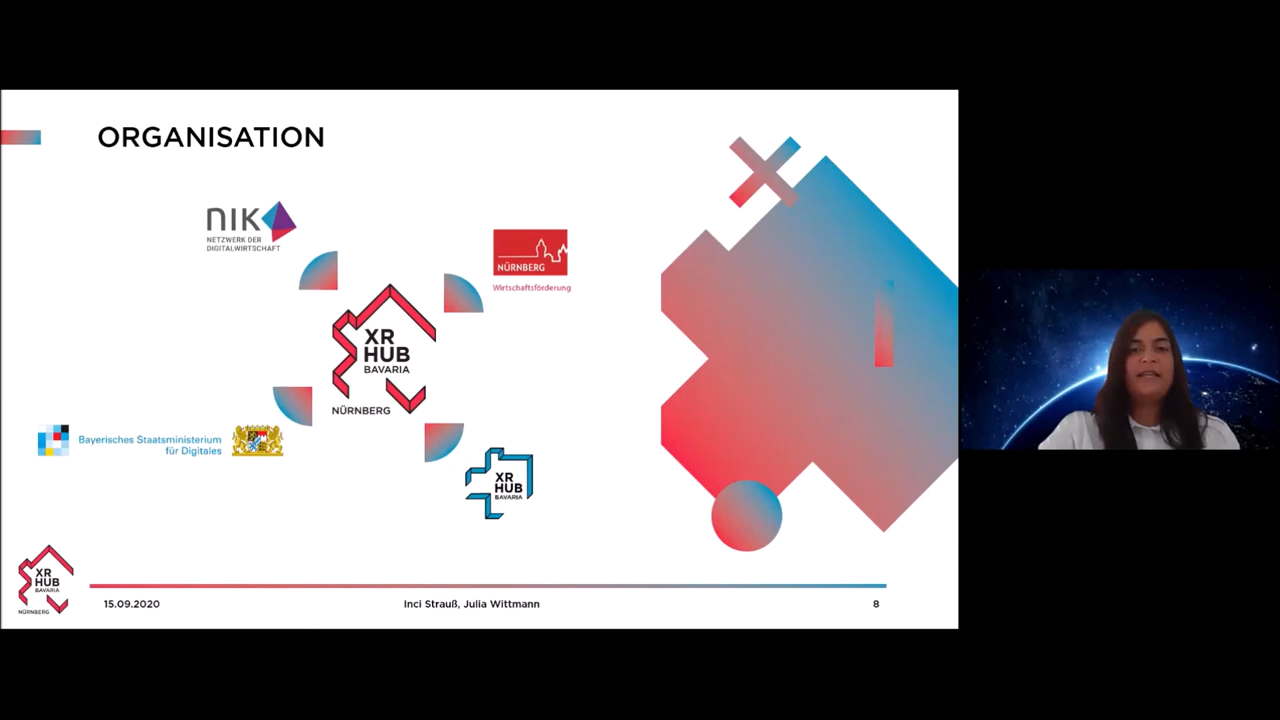 ORGANISATION
nik
NETZWERK DER
DIGITALWIRTSCHAFT
NÜRNBERG
Wirtschaftsförderung
XR
HUB
BAVARIA
NÜRNBERG
Bayerisches Staatsministerium
für Digitales
XR
HUB
BAVARIA
XR
HUB
BAVARIA
NÜRNBERG
15.09.2020
Inci Strauß, Julia Wittmann
8